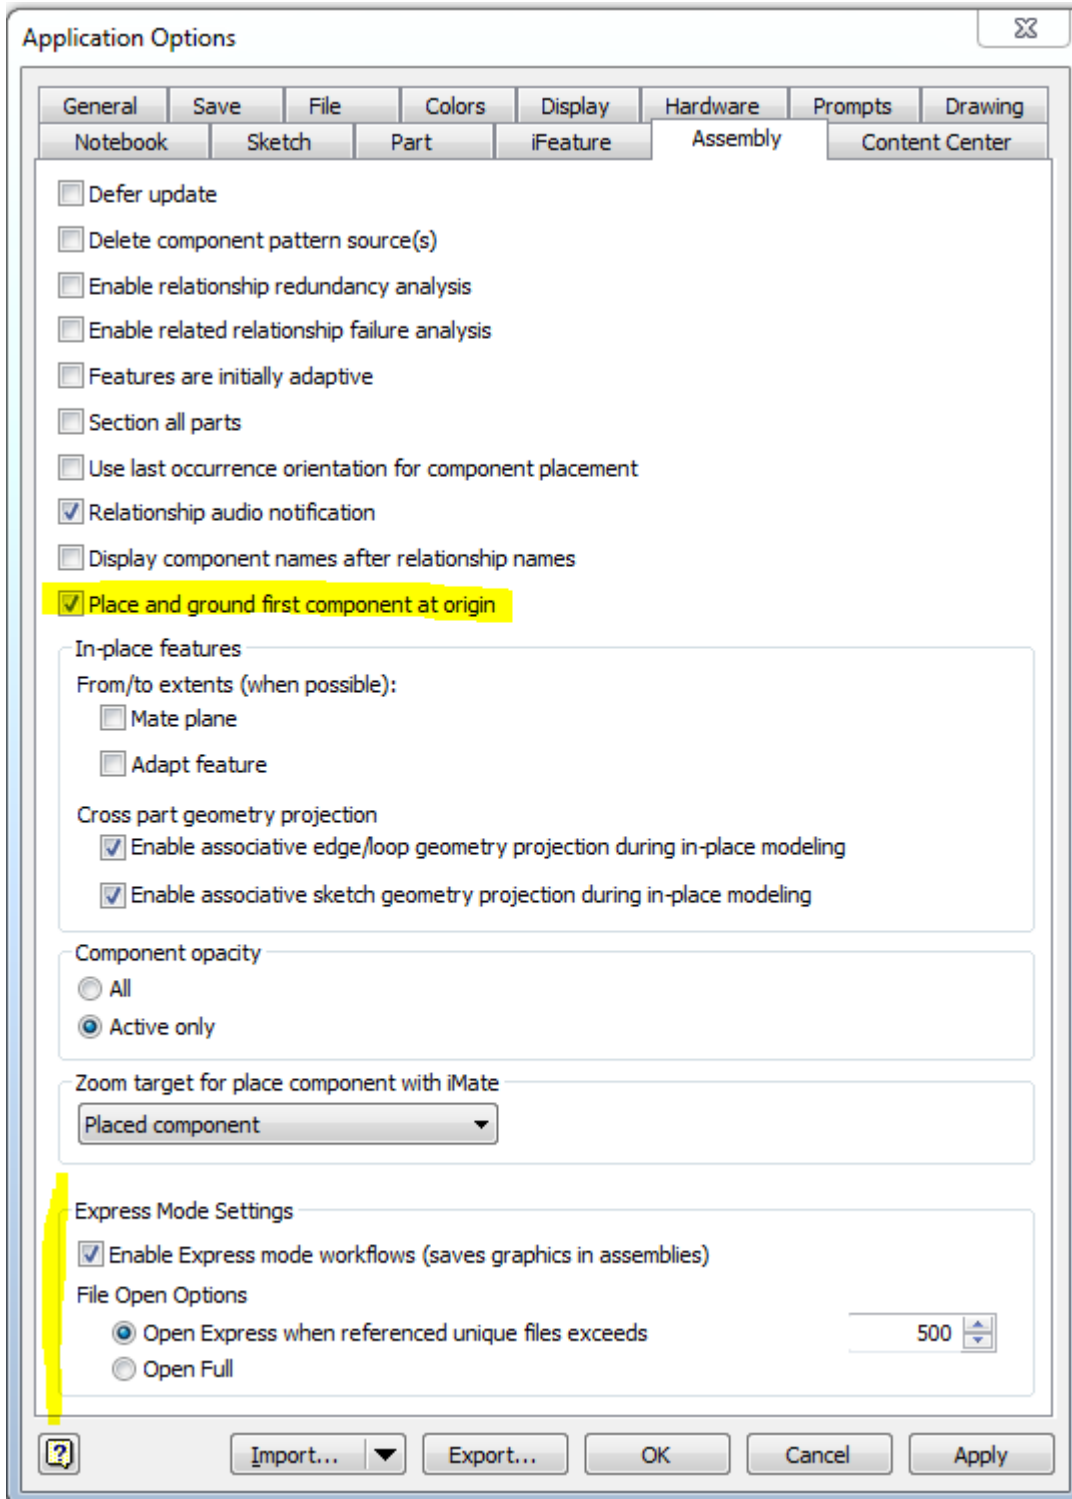 Application Options
General Save File Colors Display Hardware Prompts Drawing
Notebook Sketch Part iFeature Assembly Content Center
Defer update
Delete component pattern source(s)
Enable relationship redundancy analysis
Enable related relationship failure analysis
Features are initially adaptive
Section all parts
Use last occurrence orientation for component placement
Relationship audio notification
Display component names after relationship names
Place and ground first component at origin
In-place features
From/to extents (when possible):
Mate plane
Adapt feature
Cross part geometry projection
Enable associative edge/loop geometry projection during in-place modeling
Enable associative sketch geometry projection during in-place modeling
Component opacity
All
Active only
Zoom target for place component with iMate
Placed component
Express Mode Settings
Enable Express mode workflows (saves graphics in assemblies)
File Open Options
Open Express when referenced unique files exceeds 500
Open Full
? Import... Export... OK Cancel Apply